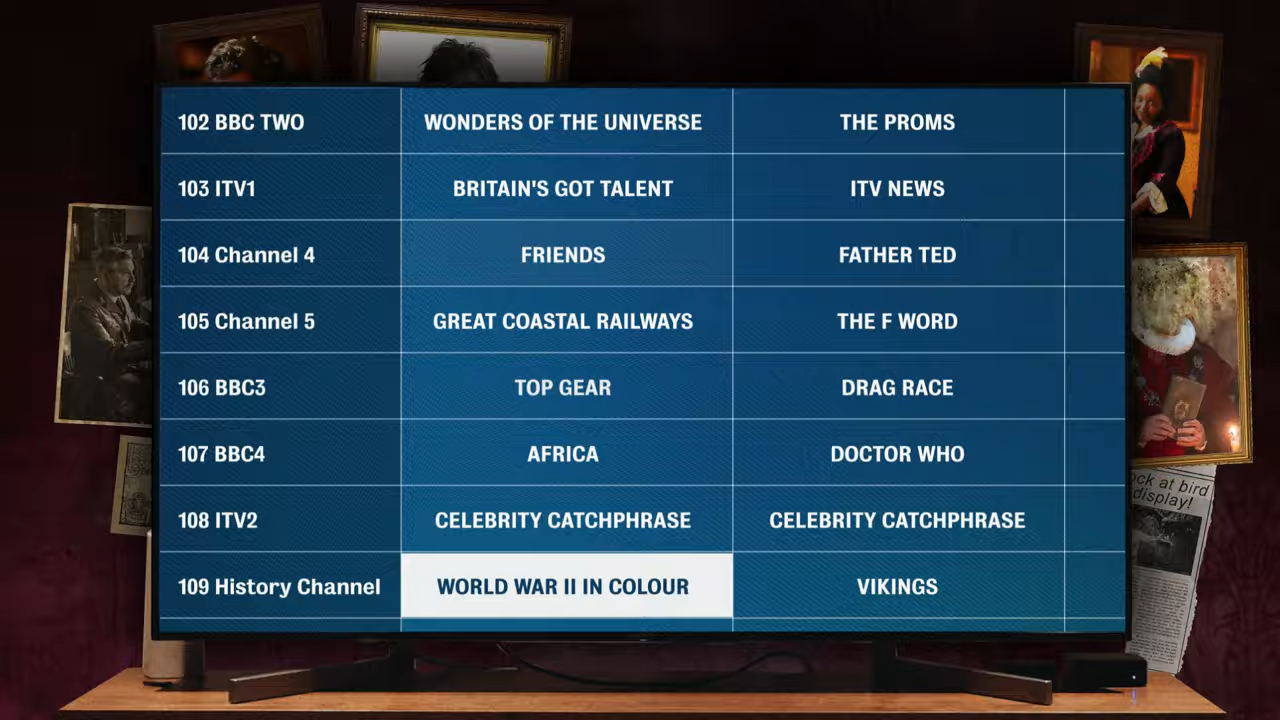 102 BBC TWO WONDERS OF THE UNIVERSE THE PROMS
103 ITV1 BRITAIN'S GOT TALENT ITV NEWS
104 Channel 4 FRIENDS FATHER TED
105 Channel 5 GREAT COASTAL RAILWAYS THE F WORD
106 BBC3 TOP GEAR DRAG RACE
107 BBC4 AFRICA DOCTOR WHO
108 ITV2 CELEBRITY CATCHPHRASE CELEBRITY CATCHPHRASE
109 History Channel WORLD WAR II IN COLOUR VIKINGS
ock at bird
display!